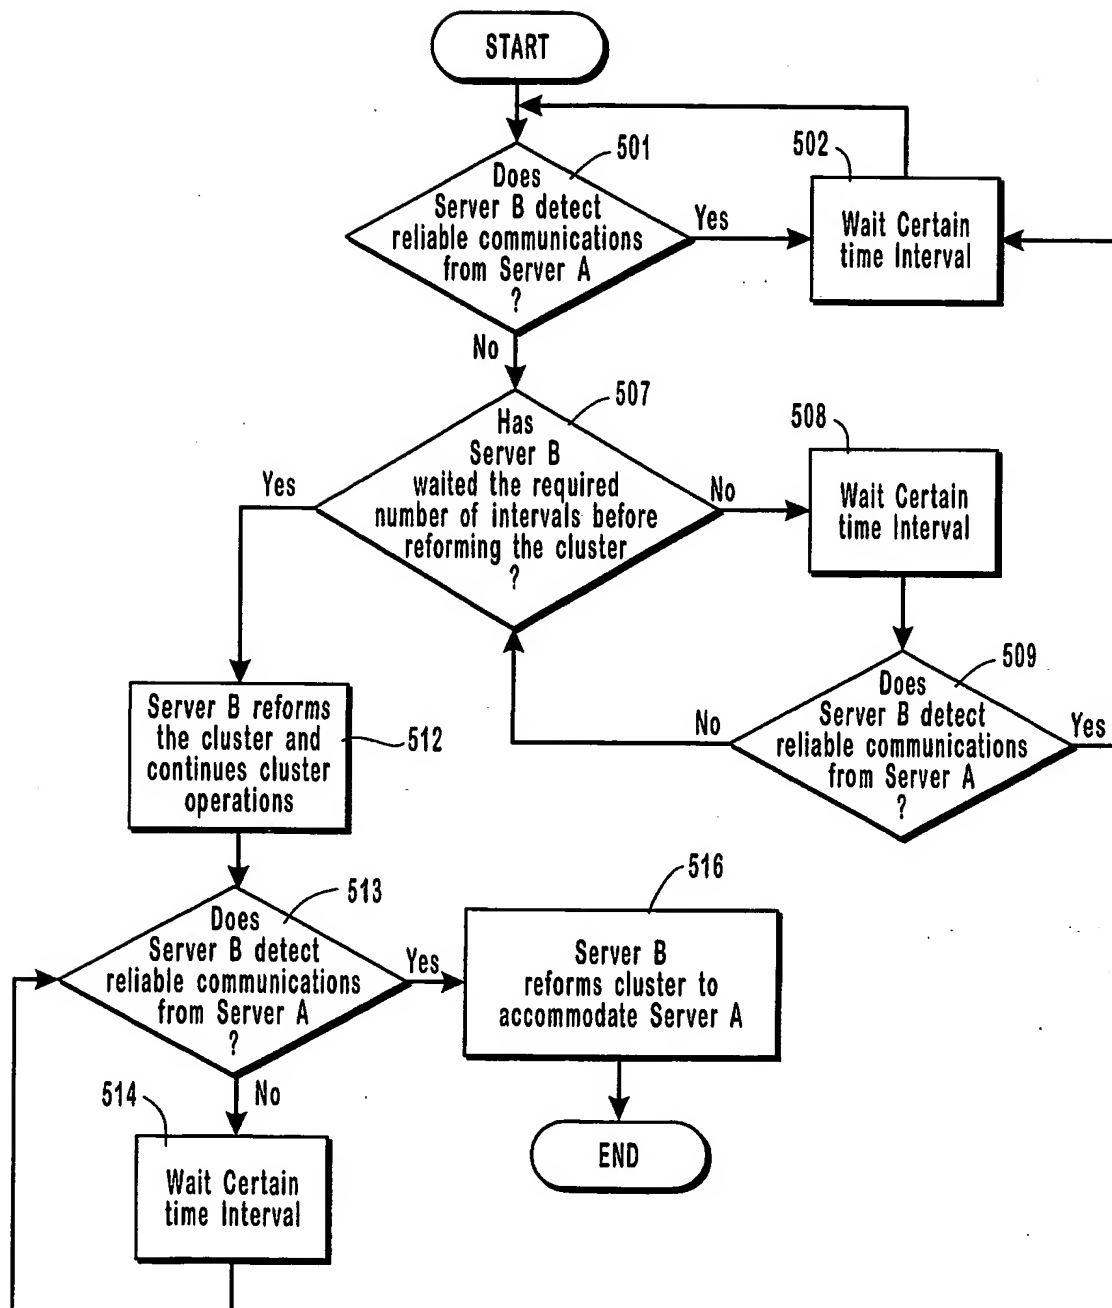 START
501
Does
Server B detect
reliable communications
from Server A
?
Yes
502
Wait Certain
time Interval
No
507
Has
Server B
waited the required
number of intervals before
reforming the cluster
?
Yes
No
508
Wait Certain
time Interval
509
Does
Server B detect
reliable communications
from Server A
?
No
Yes
Server B reforms
the cluster and
continues cluster
operations
512
513
Does
Server B detect
reliable communications
from Server A
?
Yes
516
Server B
reforms cluster to
accommodate Server A
No
514
Wait Certain
time Interval
END